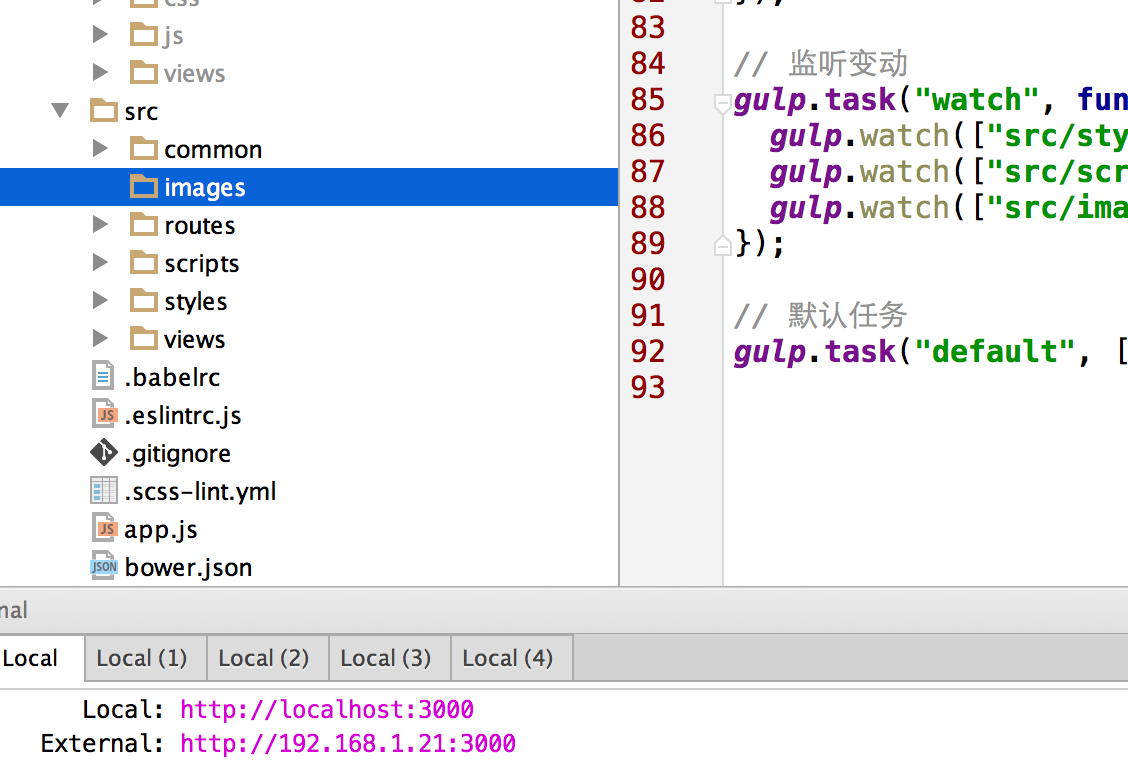 css
js
views
src
common
images
routes
scripts
styles
views
.babelrc
.eslintrc.js
.gitignore
.scss-lint.yml
app.js
bower.json
83
84 // 监听变动
85 gulp.task("watch", fun
86 gulp.watch(["src/sty
87 gulp.watch(["src/scr
88 gulp.watch(["src/ima
89 });
90
91 // 默认任务
92 gulp.task("default", [
93
nal
Local Local (1) Local (2) Local (3) Local (4)
Local: http://localhost:3000
External: http://192.168.1.21:3000